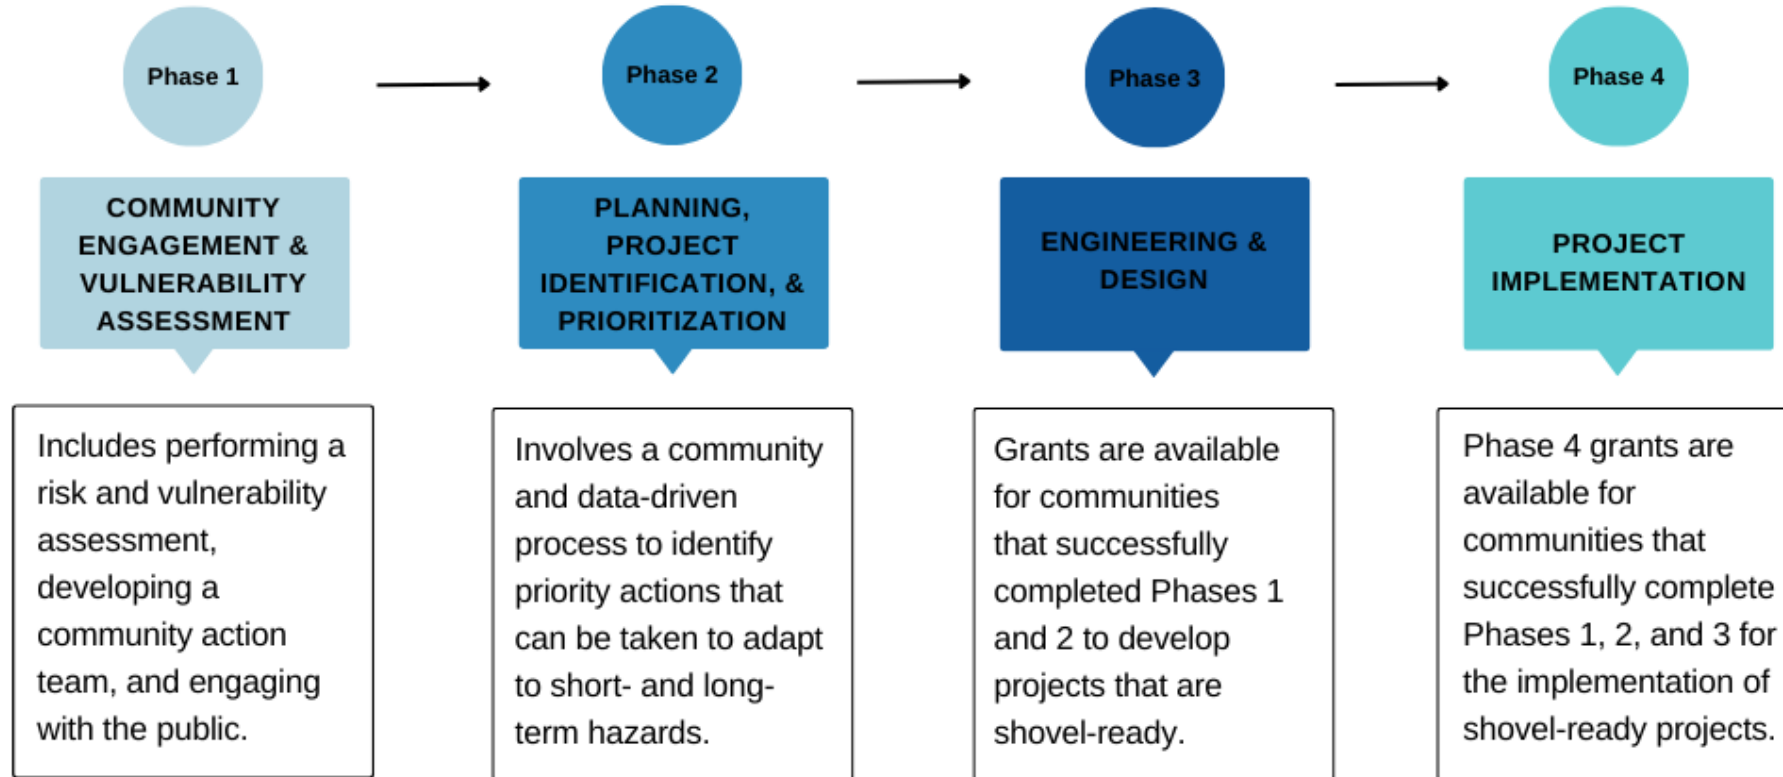 Phase 1
Phase 2
Phase 3
Phase 4
COMMUNITY
ENGAGEMENT &
VULNERABILITY
ASSESSMENT
PLANNING,
PROJECT
IDENTIFICATION, &
PRIORITIZATION
ENGINEERING &
DESIGN
PROJECT
IMPLEMENTATION
Includes performing a
risk and vulnerability
assessment,
developing a
community action
team, and engaging
with the public.
Involves a community
and data-driven
process to identify
priority actions that
can be taken to adapt
to short- and long-
term hazards.
Grants are available
for communities
that successfully
completed Phases 1
and 2 to develop
projects that are
shovel-ready.
Phase 4 grants are
available for
communities that
successfully complete
Phases 1, 2, and 3 for
the implementation of
shovel-ready projects.